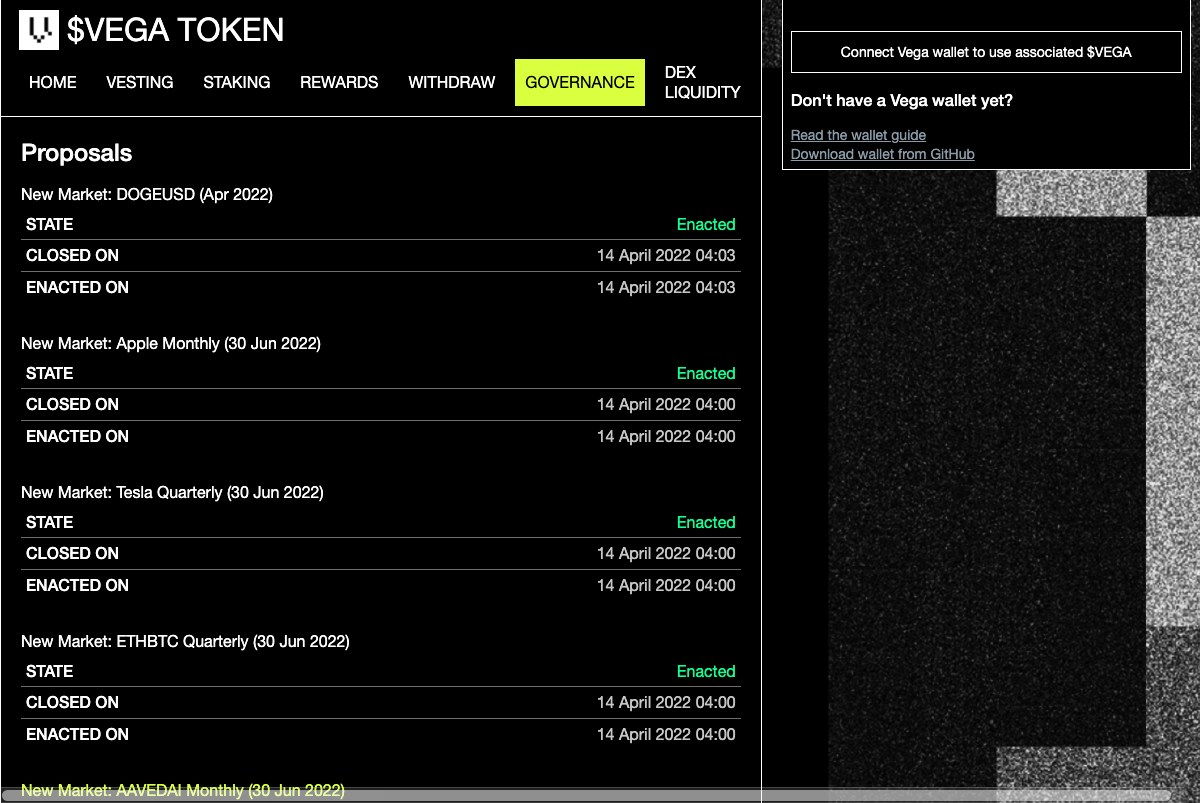 $VEGA TOKEN
HOME VESTING STAKING REWARDS WITHDRAW GOVERNANCE DEX LIQUIDITY
Proposals
New Market: DOGEUSD (Apr 2022)
STATE Enacted
CLOSED ON 14 April 2022 04:03
ENACTED ON 14 April 2022 04:03
New Market: Apple Monthly (30 Jun 2022)
STATE Enacted
CLOSED ON 14 April 2022 04:00
ENACTED ON 14 April 2022 04:00
New Market: Tesla Quarterly (30 Jun 2022)
STATE Enacted
CLOSED ON 14 April 2022 04:00
ENACTED ON 14 April 2022 04:00
New Market: ETHBTC Quarterly (30 Jun 2022)
STATE Enacted
CLOSED ON 14 April 2022 04:00
ENACTED ON 14 April 2022 04:00
New Market: AAVEDAI Monthly (30 Jun 2022)
Connect Vega wallet to use associated $VEGA
Don't have a Vega wallet yet?
Read the wallet guide
Download wallet from GitHub